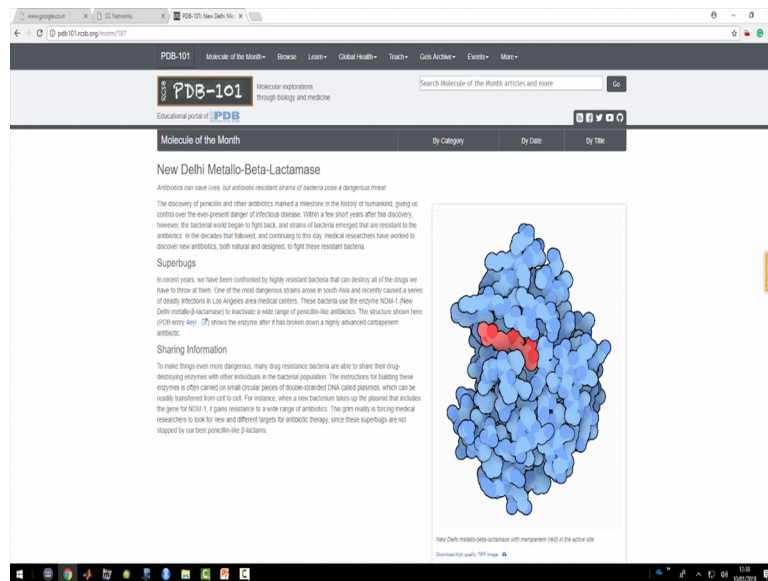 www.google.co.in
CC Networks
PDB-101: New Delhi Me
pdb101.rcsb.org/motm/187
PDB-101 Molecule of the Month Browse Learn Global Health Teach Geis Archive Events More
RCSB PDB-101
Molecular explorations
through biology and medicine
Search Molecule of the Month articles and more Go
Educational portal of PDB
Molecule of the Month By Category By Date By Title
New Delhi Metallo-Beta-Lactamase
Antibiotics can save lives, but antibiotic-resistant strains of bacteria pose a dangerous threat
The discovery of penicillin and other antibiotics marked a milestone in the history of humankind, giving us
control over the ever-present danger of infectious disease. Within a few short years after this discovery,
however, the bacterial world began to fight back, and strains of bacteria emerged that are resistant to the
antibiotics. In the decades that followed, and continuing to this day, medical researchers have worked to
discover new antibiotics, both natural and designed, to fight these resistant bacteria.
Superbugs
In recent years, we have been confronted by highly resistant bacteria that can destroy all of the drugs we
have to throw at them. One of the most dangerous strains arose in south Asia and recently caused a series
of deadly infections in Los Angeles area medical centers. These bacteria use the enzyme NDM-1 (New
Delhi metallo-β-lactamase) to inactivate a wide range of penicillin-like antibiotics. The structure shown here
(PDB entry 4eyl) shows the enzyme after it has broken down a highly advanced carbapenem
antibiotic.
Sharing Information
To make things even more dangerous, many drug resistance bacteria are able to share their drug-
destroying enzymes with other individuals in the bacterial population. The instructions for building these
enzymes is often carried on small circular pieces of double-stranded DNA called plasmids, which can be
readily transferred from cell to cell. For instance, when a new bacterium takes up the plasmid that includes
the gene for NDM-1, it gains resistance to a wide range of antibiotics. This grim reality is forcing medical
researchers to look for new and different targets for antibiotic therapy, since these superbugs are not
stopped by our best penicillin-like β-lactams.
New Delhi metallo-beta-lactamase with meropenem (red) in the active site.
Download high quality TIFF image
12:35
10/01/2018